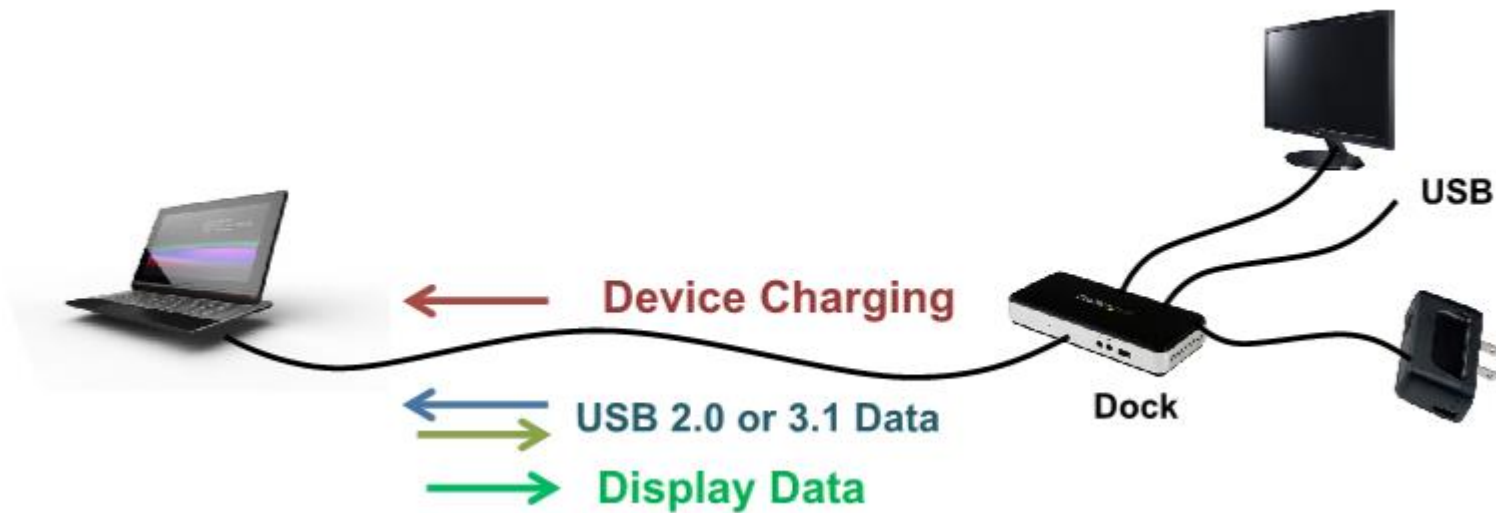 USB
Device Charging
Dock
USB 2.0 or 3.1 Data
Display Data